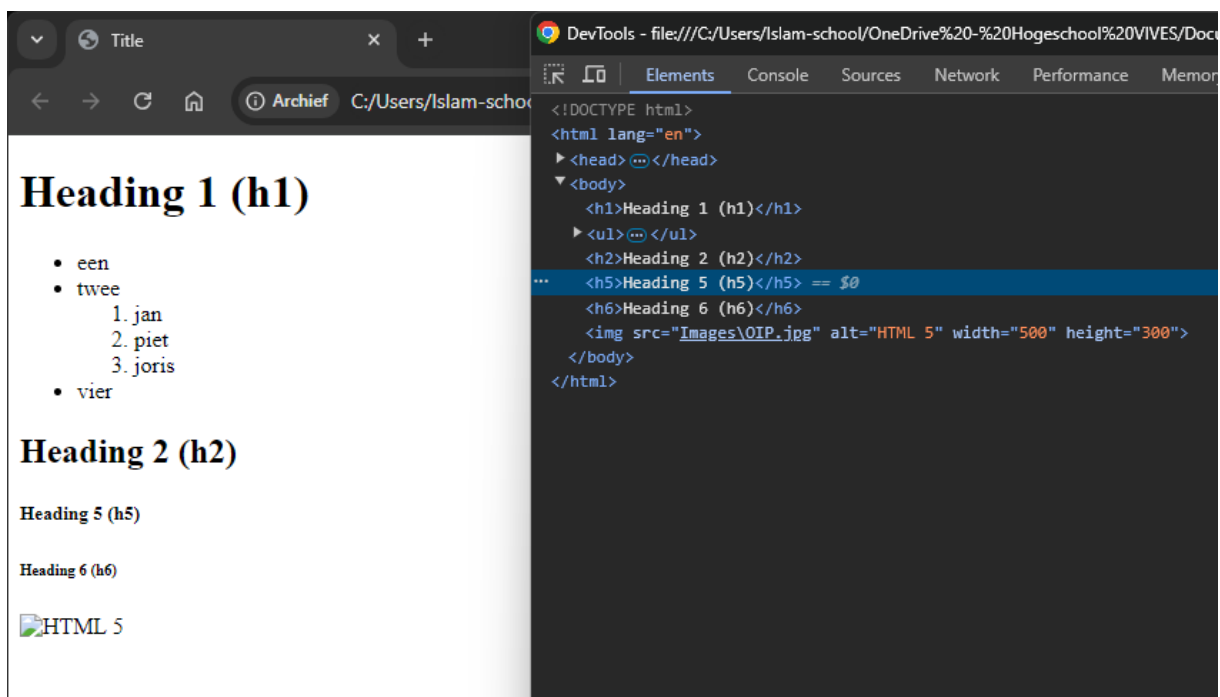 Title
Archief C:/Users/Islam-schoo
Heading 1 (h1)
een
twee
1. jan
2. piet
3. joris
vier
Heading 2 (h2)
Heading 5 (h5)
Heading 6 (h6)
HTML 5
DevTools - file:///C:/Users/Islam-school/OneDrive%20-%20Hogeschool%20VIVES/Docu
Elements Console Sources Network Performance Memor
<!DOCTYPE html>
<html lang="en">
<head>…</head>
<body>
<h1>Heading 1 (h1)</h1>
<ul>…</ul>
<h2>Heading 2 (h2)</h2>
… <h5>Heading 5 (h5)</h5> == $0
<h6>Heading 6 (h6)</h6>
<img src="Images\OIP.jpg" alt="HTML 5" width="500" height="300">
</body>
</html>